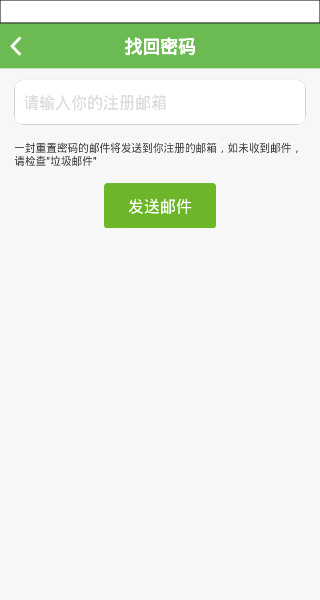 找回密码
请输入你的注册邮箱
一封重置密码的邮件将发送到你注册的邮箱，如未收到邮件，
请检查"垃圾邮件"
发送邮件